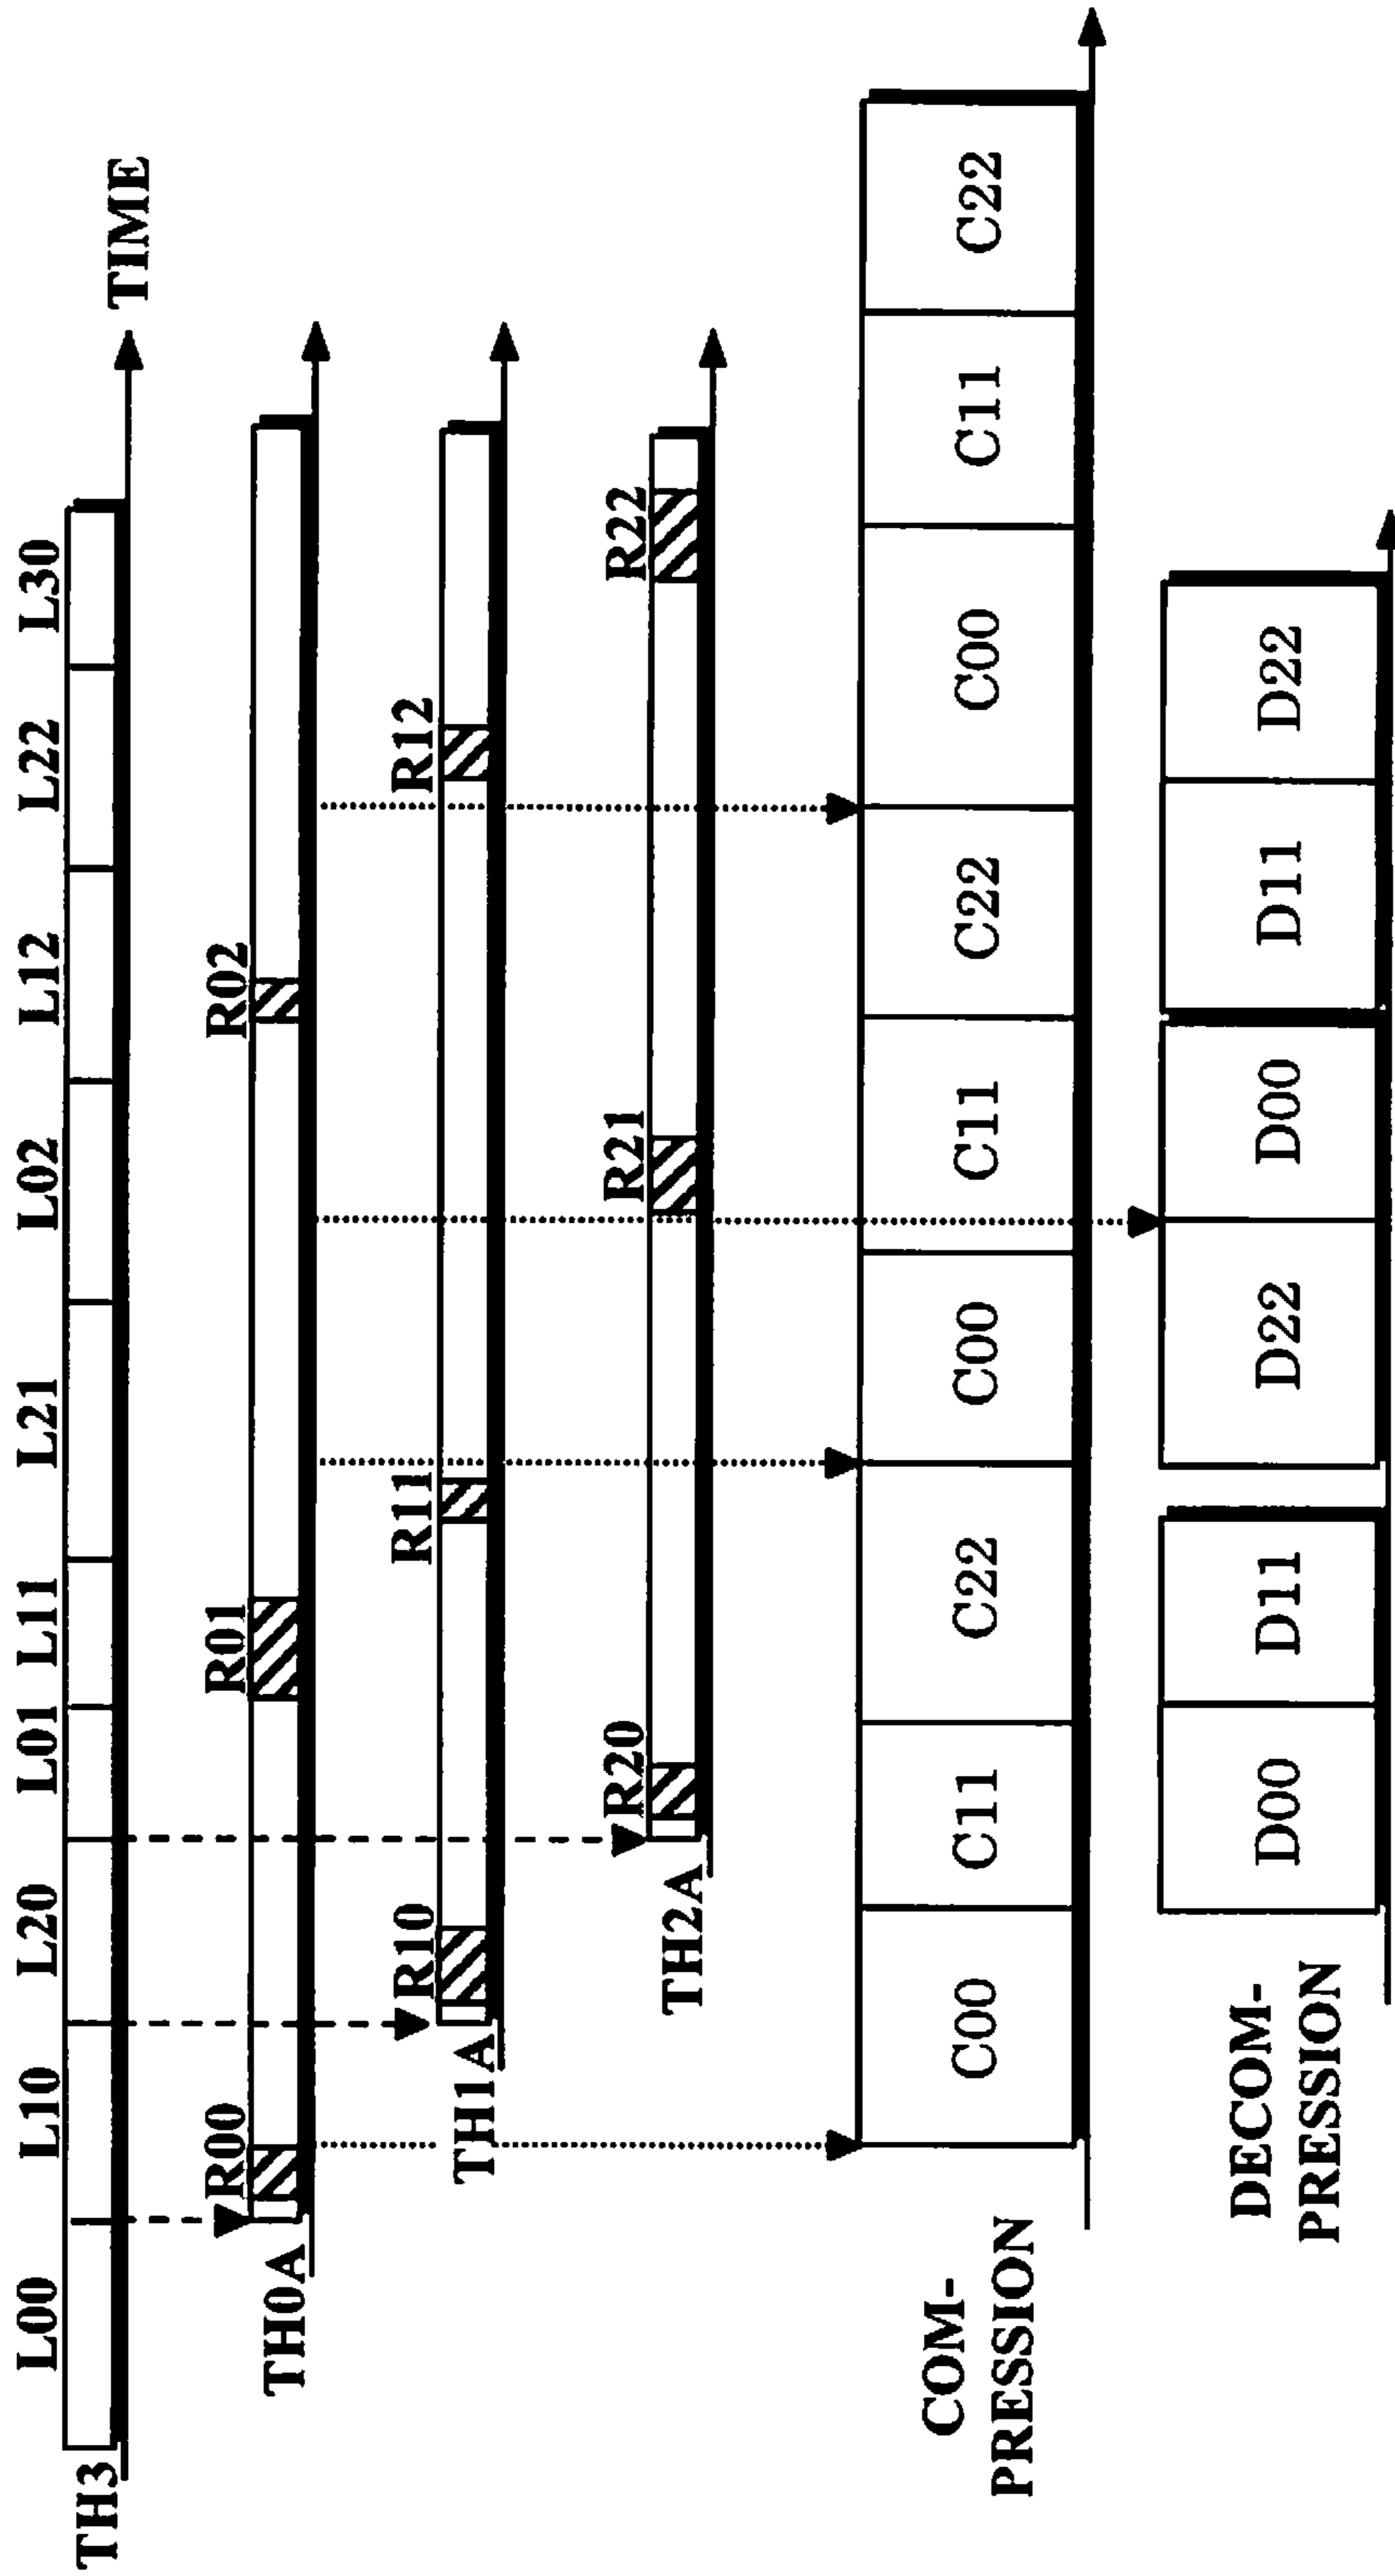 L00 L10 L20 L01 L11 L21 L02 L12 L22 L30
TH3
TIME
R00 R01 R02
TH0A
R10 R11 R12
TH1A
R20 R21 R22
TH2A
COM-
PRESSION
C00 C11 C22 C00 C11 C22 C00 C11 C22
DECOM-
PRESSION
D00 D11 D22 D00 D11 D22